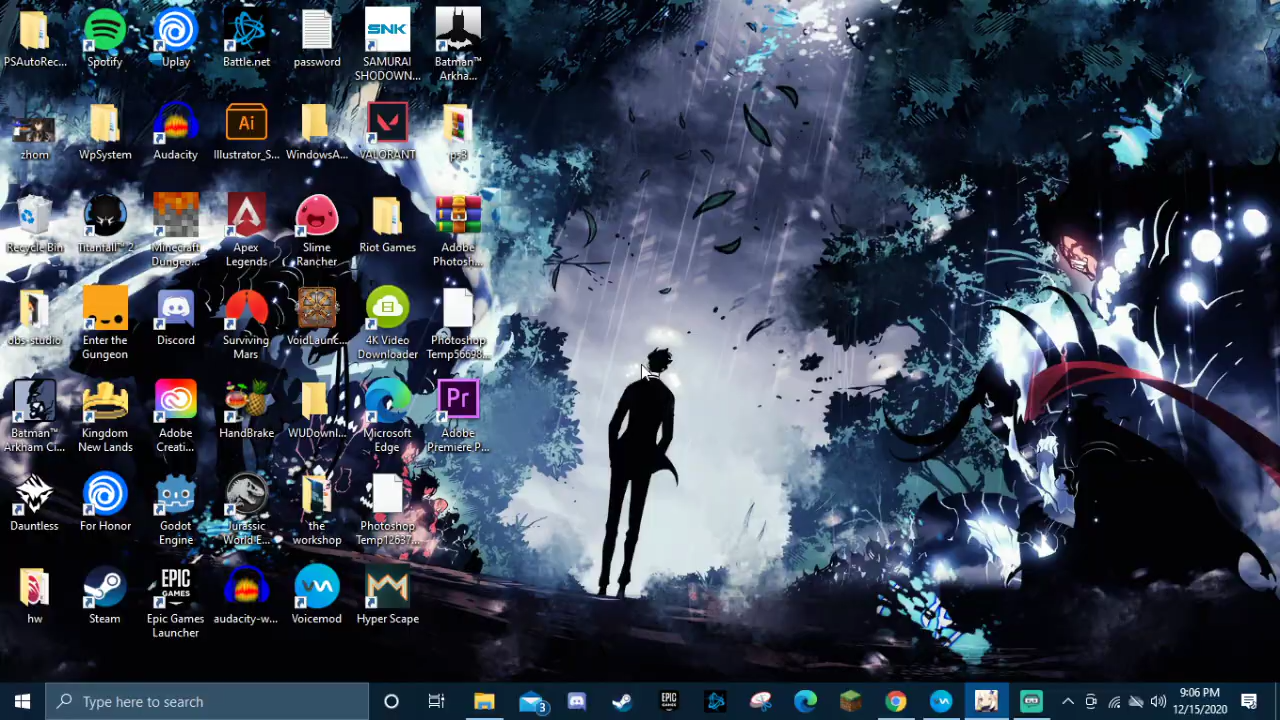 PSAutoRec...
Spotify
Uplay
Battle.net
password
SNK
SAMURAI
SHODOWN...
Batman™
Arkha...
zhom
WpSystem
Audacity
Ai
Illustrator_S...
WindowsA...
VALORANT
ps3
Recycle Bin
Titanfall™ 2
Minecraft
Dungeo...
Apex
Legends
Slime
Rancher
Riot Games
Adobe
Photosh...
obs-studio
Enter the
Gungeon
Discord
Surviving
Mars
VoidLaunc...
4K Video
Downloader
Photoshop
Temp56698...
Batman™
Arkham Ci...
Kingdom
New Lands
Adobe
Creati...
HandBrake
WUDownl...
Microsoft
Edge
Pr
Adobe
Premiere P...
Dauntless
For Honor
Godot
Engine
Jurassic
World E...
the
workshop
Photoshop
Temp12637...
hw
Steam
EPIC
GAMES
Epic Games
Launcher
audacity-w...
Voicemod
Hyper Scape
Type here to search
3
EPIC
GAMES
9:06 PM
12/15/2020